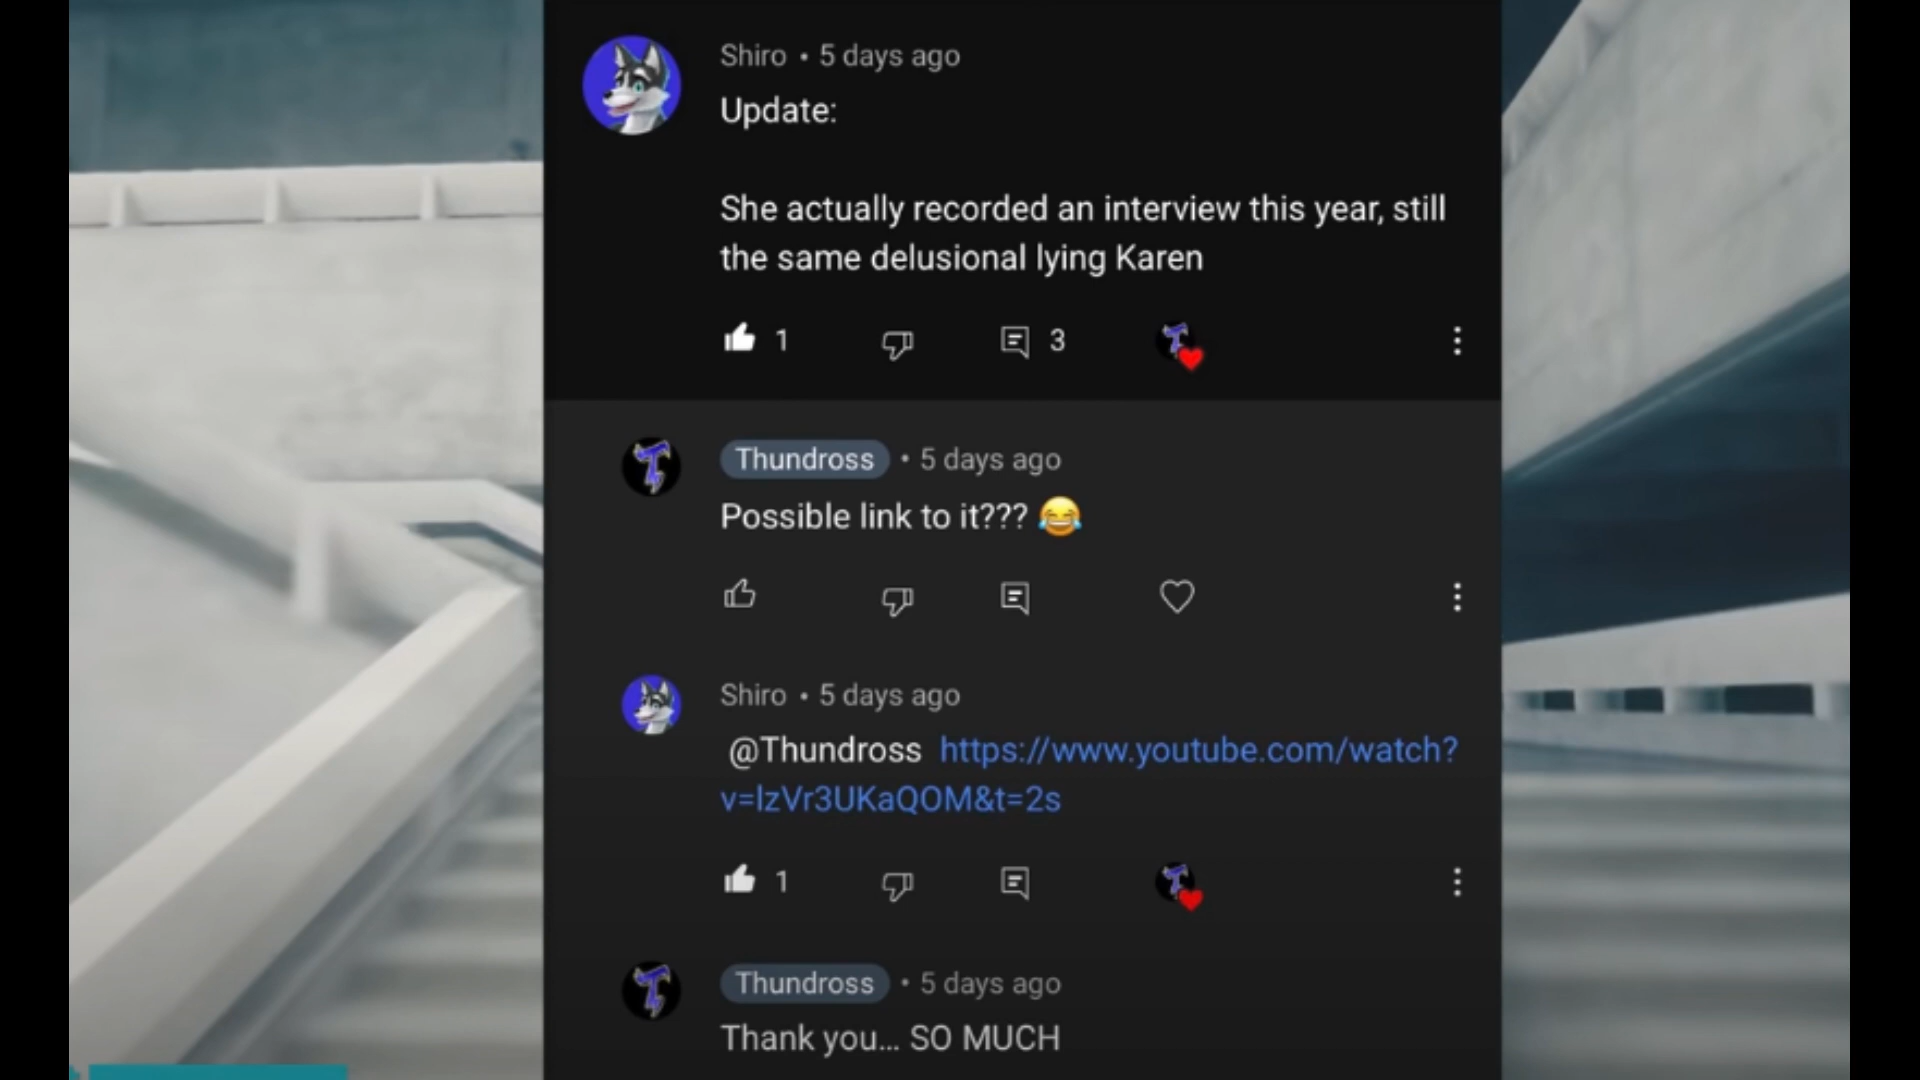 Shiro • 5 days ago
Update:
She actually recorded an interview this year, still
the same delusional lying Karen
1
3
Thundross • 5 days ago
Possible link to it??? 😂
Shiro • 5 days ago
@Thundross https://www.youtube.com/watch?
v=lzVr3UKaQOM&t=2s
1
Thundross • 5 days ago
Thank you... SO MUCH